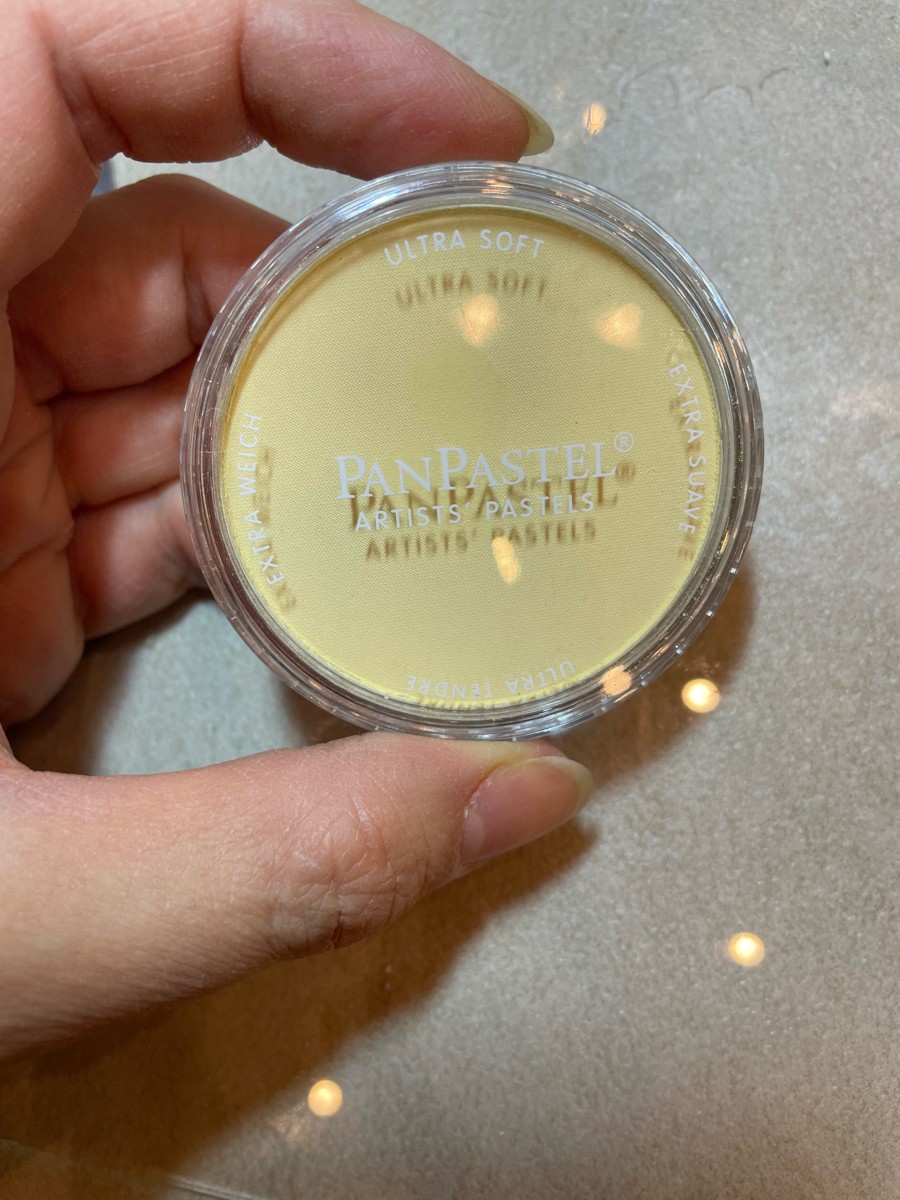 ULTRA SOFT
EXTRA SUAVE
PANPASTEL®
ARTISTS' PASTELS
EXTRA WEICH
ULTRA TENDRE